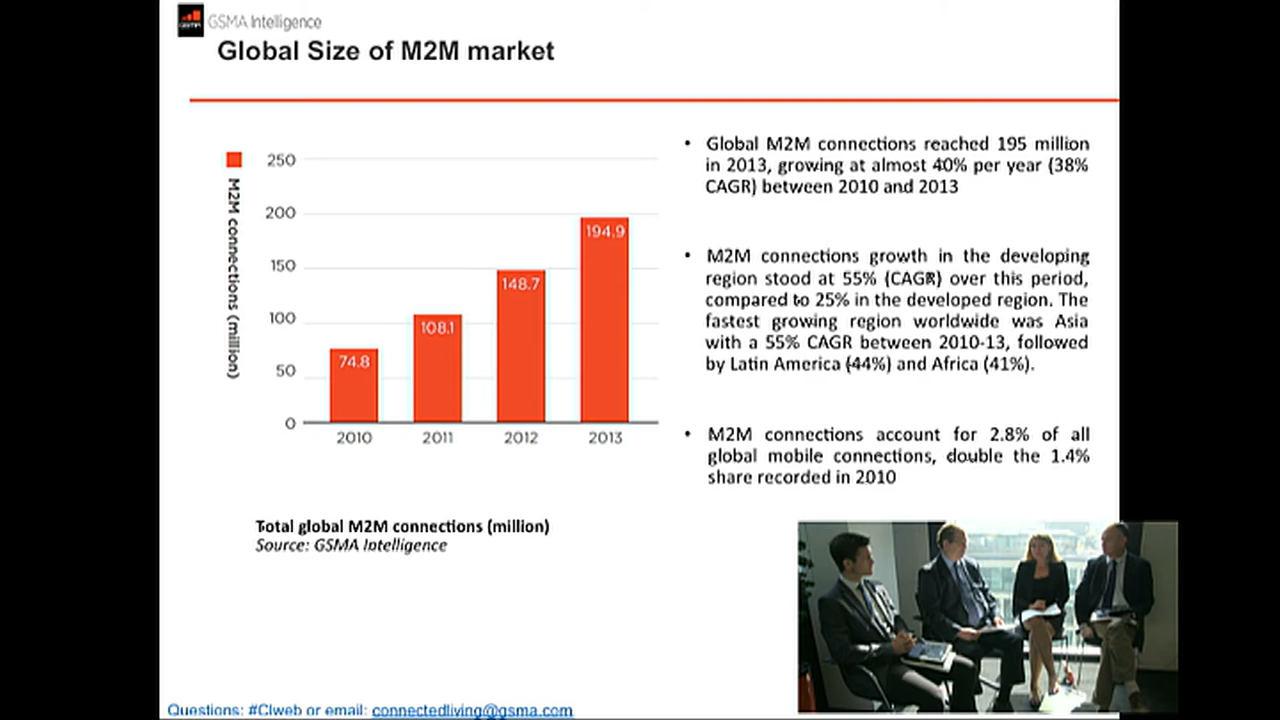 GSMA Intelligence
Global Size of M2M market
M2M connections (million)
250
200
150
100
50
0
74.8
108.1
148.7
194.9
2010
2011
2012
2013
Total global M2M connections (million)
Source: GSMA Intelligence
• Global M2M connections reached 195 million
in 2013, growing at almost 40% per year (38%
CAGR) between 2010 and 2013
• M2M connections growth in the developing
region stood at 55% (CAGR) over this period,
compared to 25% in the developed region. The
fastest growing region worldwide was Asia
with a 55% CAGR between 2010-13, followed
by Latin America (44%) and Africa (41%).
• M2M connections account for 2.8% of all
global mobile connections, double the 1.4%
share recorded in 2010
Questions: #Clweb or email: connectedliving@gsma.com